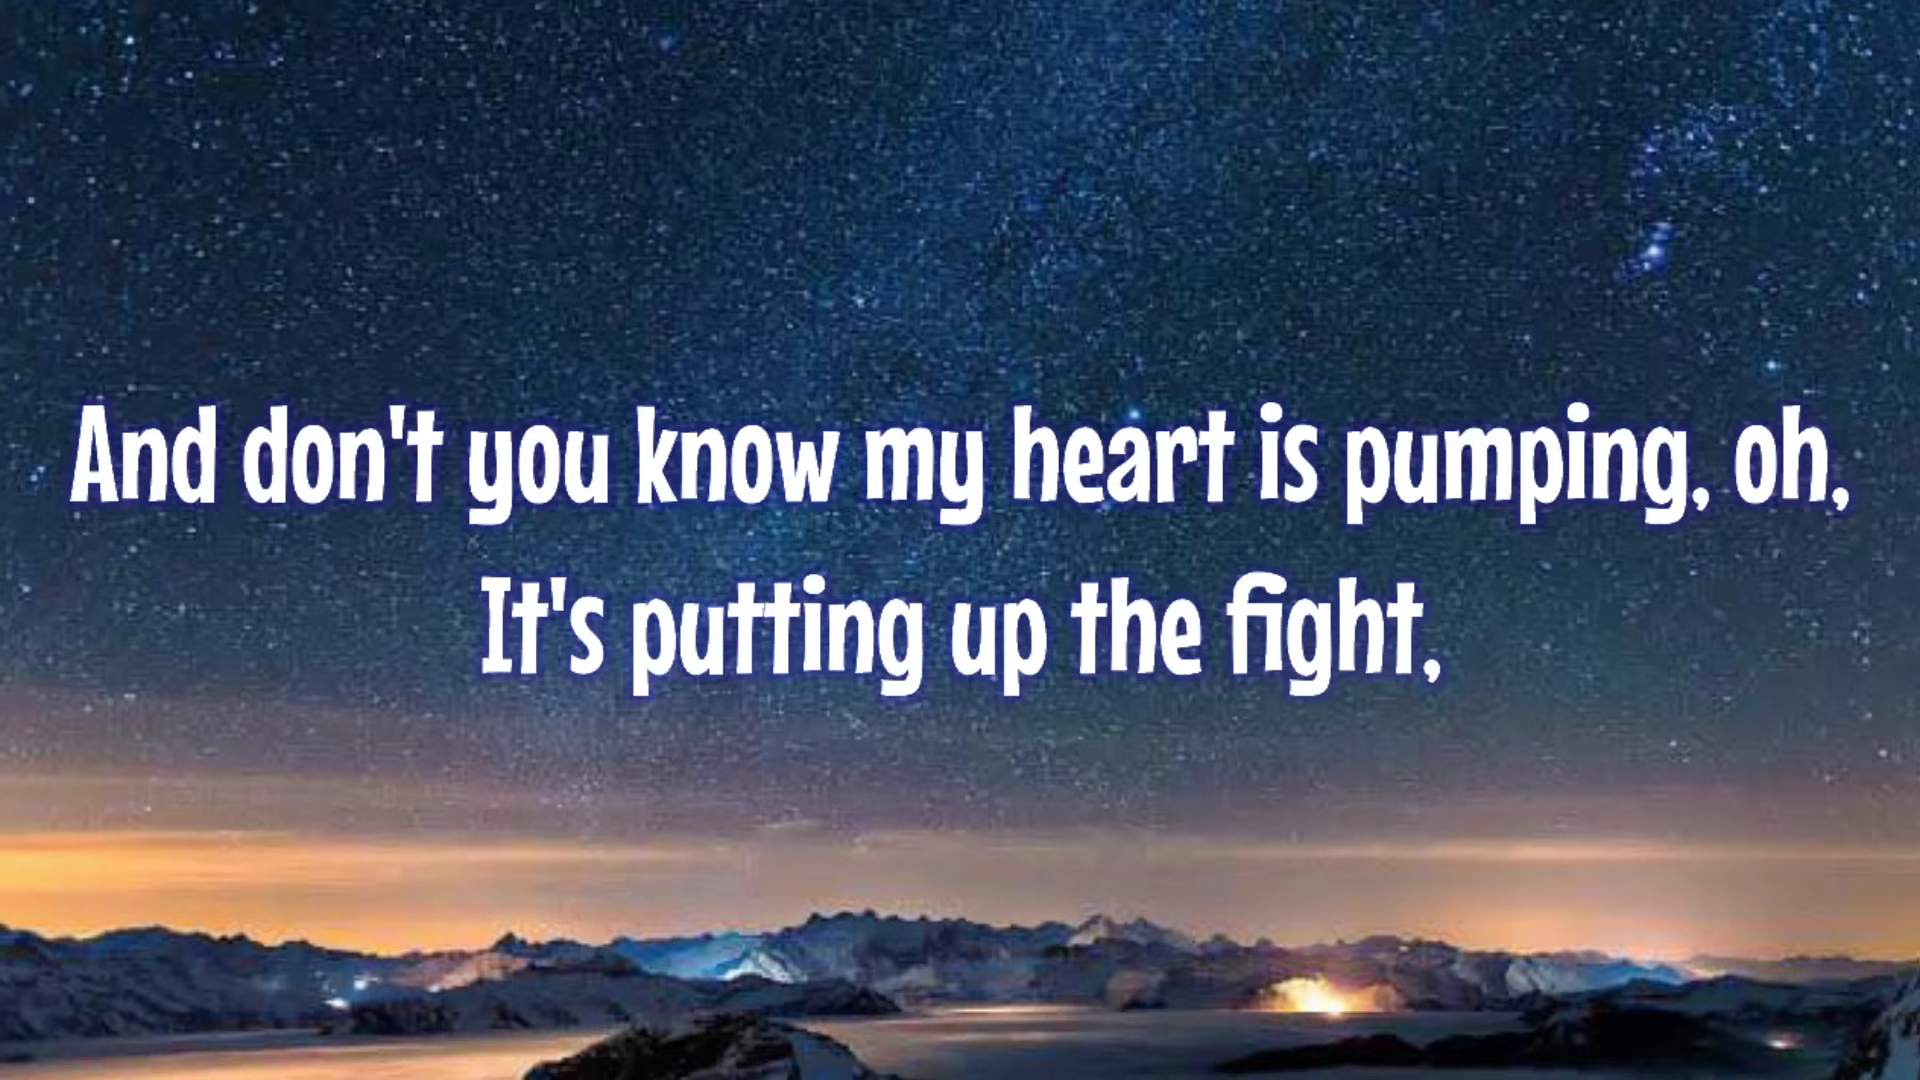 And don't you know my heart is pumping, oh,
It's putting up the fight,